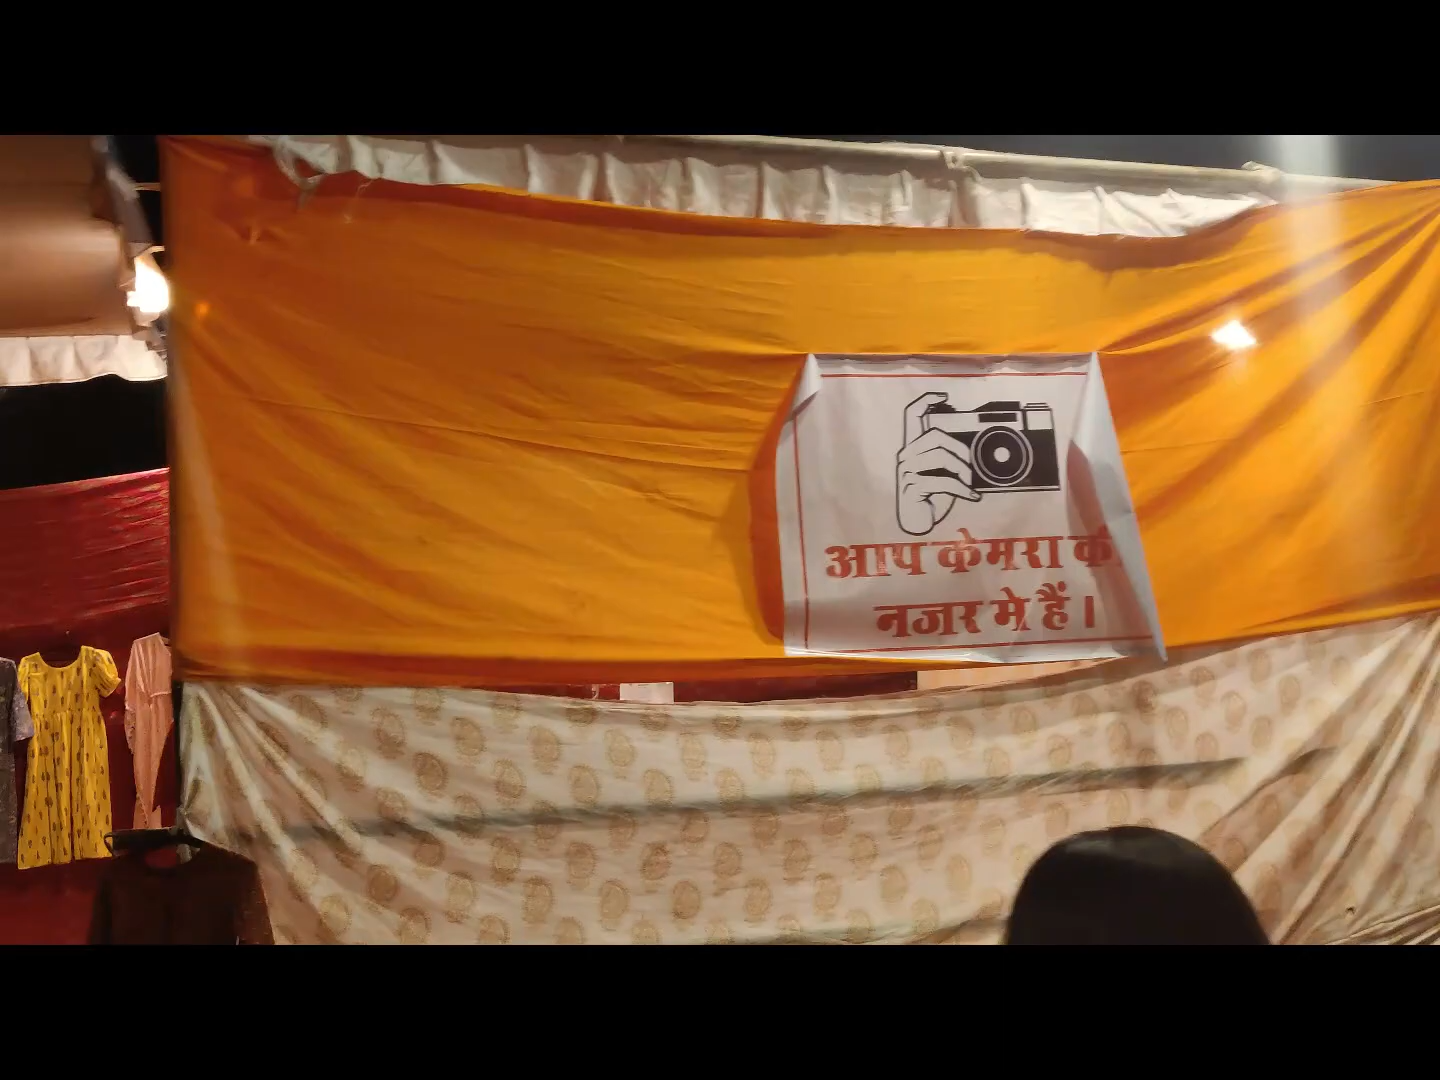 आप केमरा की
नजर मे हैं।